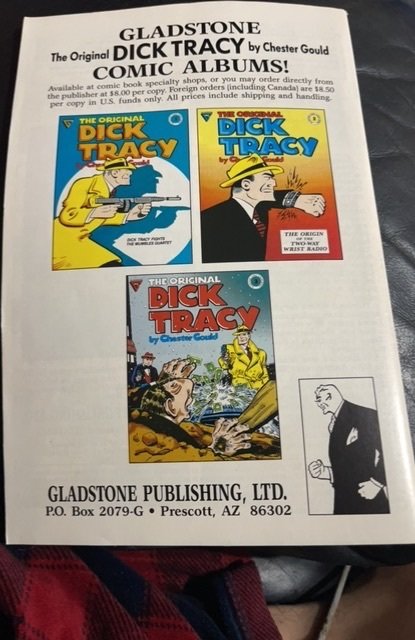 GLADSTONE
The Original DICK TRACY by Chester Gould
COMIC ALBUMS!
Available at comic book specialty shops, or you may order directly from
the publisher at $8.00 per copy. Foreign orders (including Canada) are $8.50
per copy in U.S. funds only. All prices include shipping and handling.
THE ORIGINAL
DICK
TRACY
by Chester Gould
DICK TRACY FIGHTS
THE MUMBLES QUARTET
THE ORIGINAL
DICK
TRACY
by Chester Gould
THE ORIGIN
OF THE
TWO-WAY
WRIST RADIO
THE ORIGINAL
DICK
TRACY
by Chester Gould
GLADSTONE PUBLISHING, LTD.
P.O. Box 2079-G • Prescott, AZ 86302